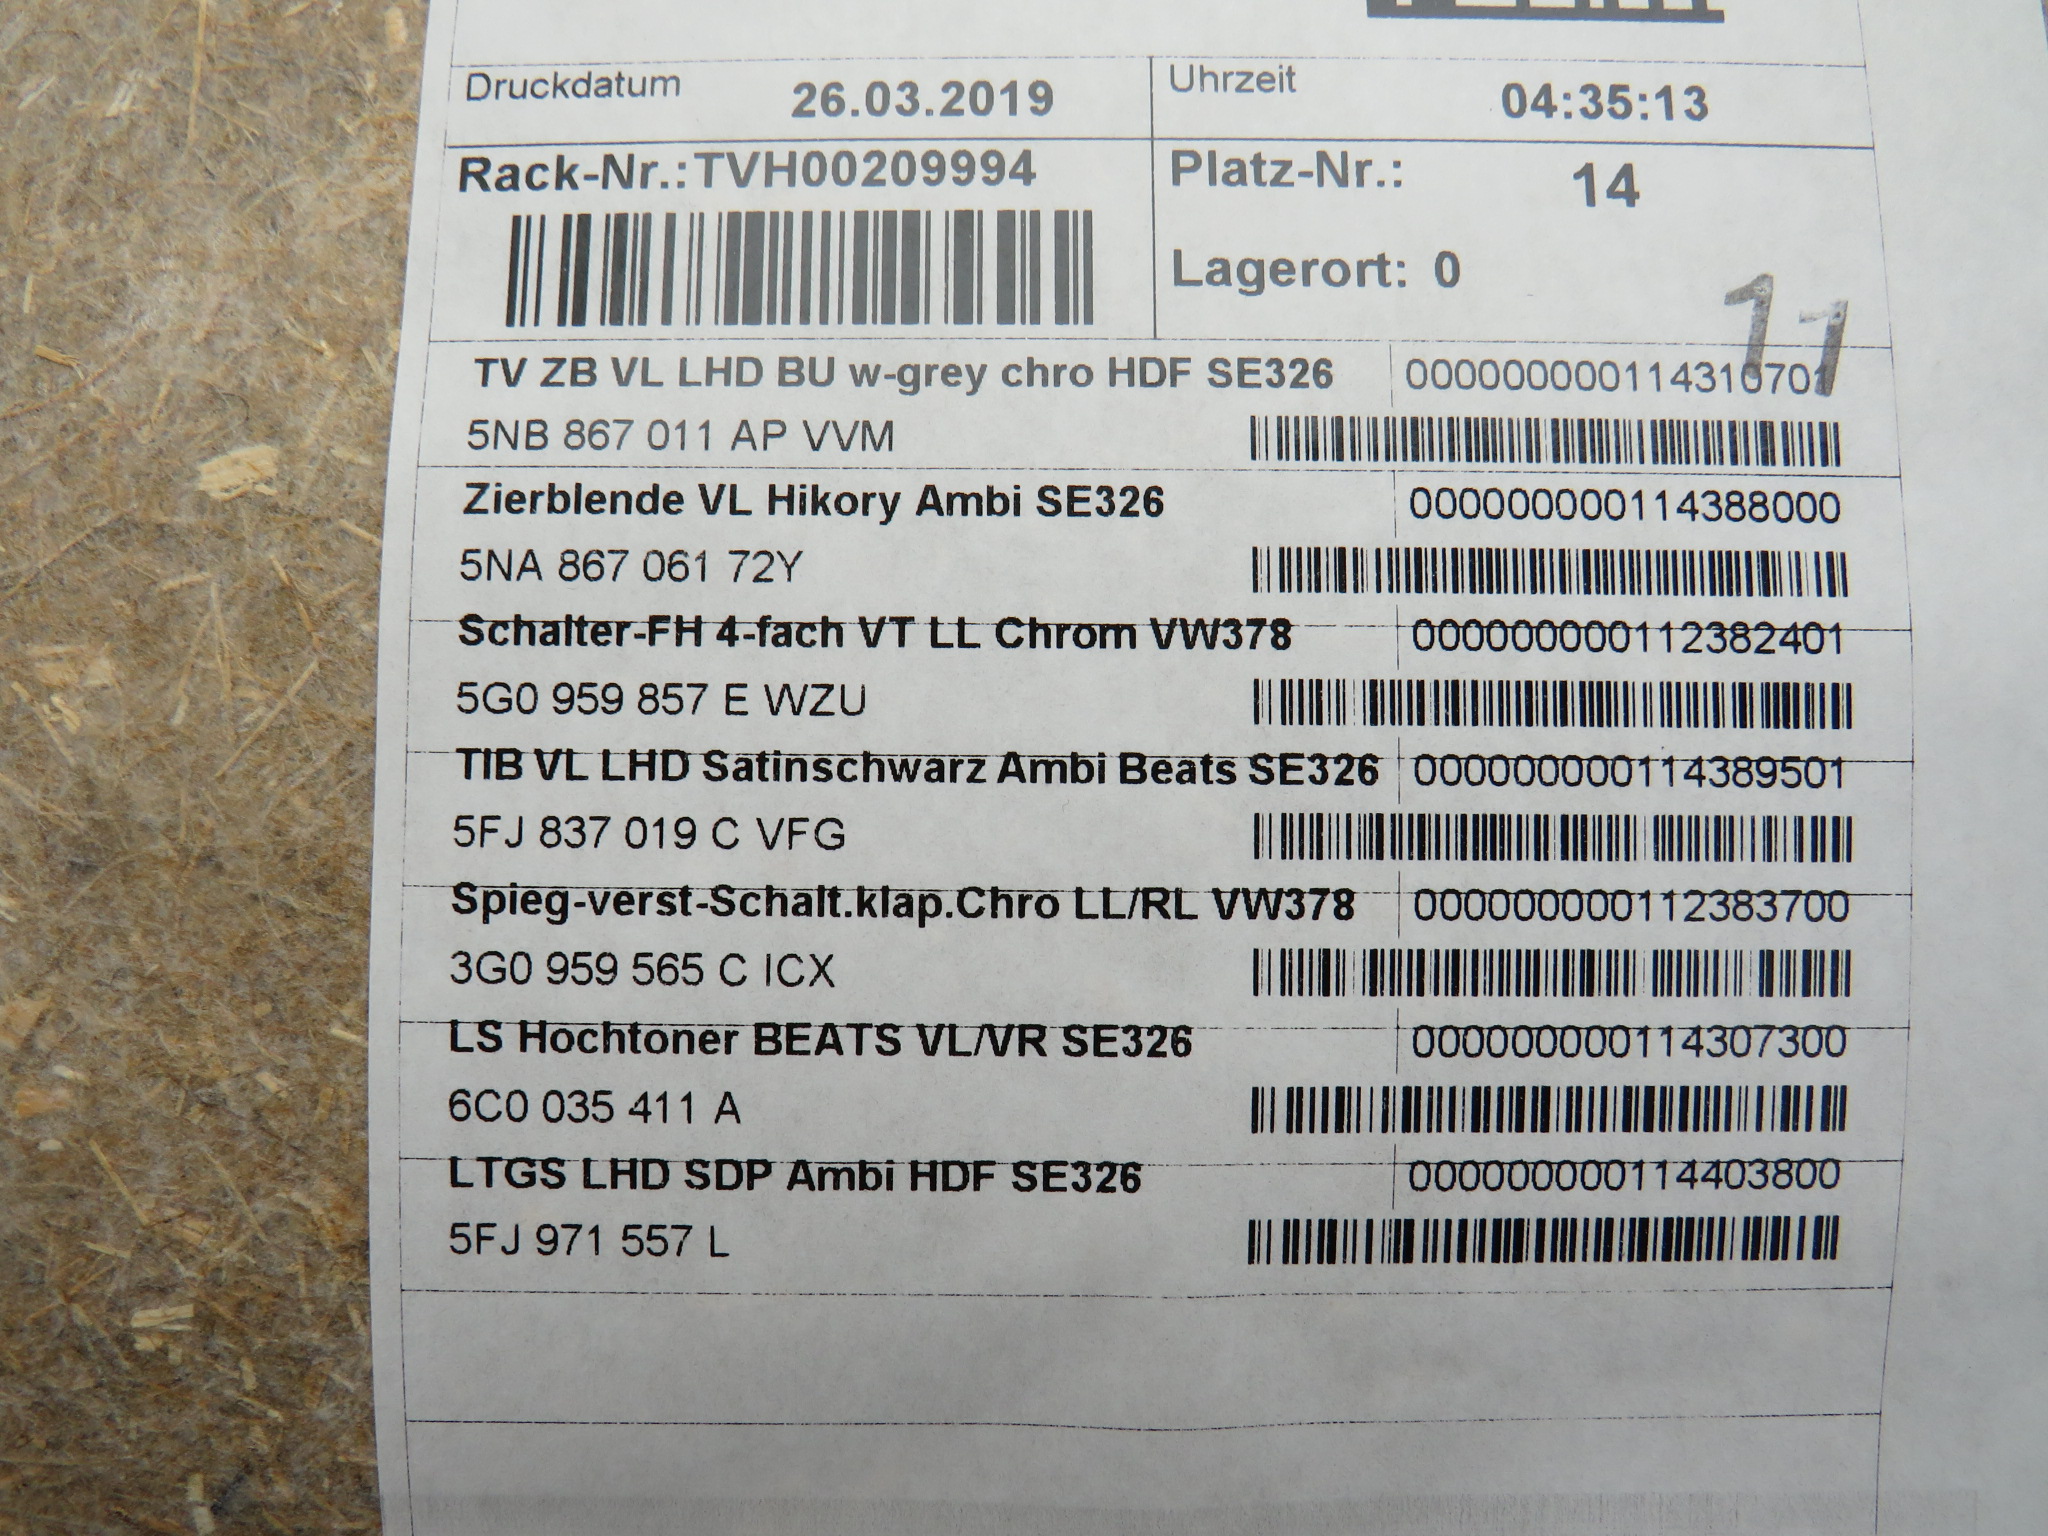 Druckdatum 26.03.2019 Uhrzeit 04:35:13
Rack-Nr.:TVH00209994 Platz-Nr.: 14
Lagerort: 0
11
TV ZB VL LHD BU w-grey chro HDF SE326 000000000114310701
5NB 867 011 AP VVM
Zierblende VL Hikory Ambi SE326 000000000114388000
5NA 867 061 72Y
Schalter-FH 4-fach VT LL Chrom VW378 000000000112382401
5G0 959 857 E WZU
TIB VL LHD Satinschwarz Ambi Beats SE326 000000000114389501
5FJ 837 019 C VFG
Spieg-verst-Schalt.klap.Chro LL/RL VW378 000000000112383700
3G0 959 565 C ICX
LS Hochtoner BEATS VL/VR SE326 000000000114307300
6C0 035 411 A
LTGS LHD SDP Ambi HDF SE326 000000000114403800
5FJ 971 557 L